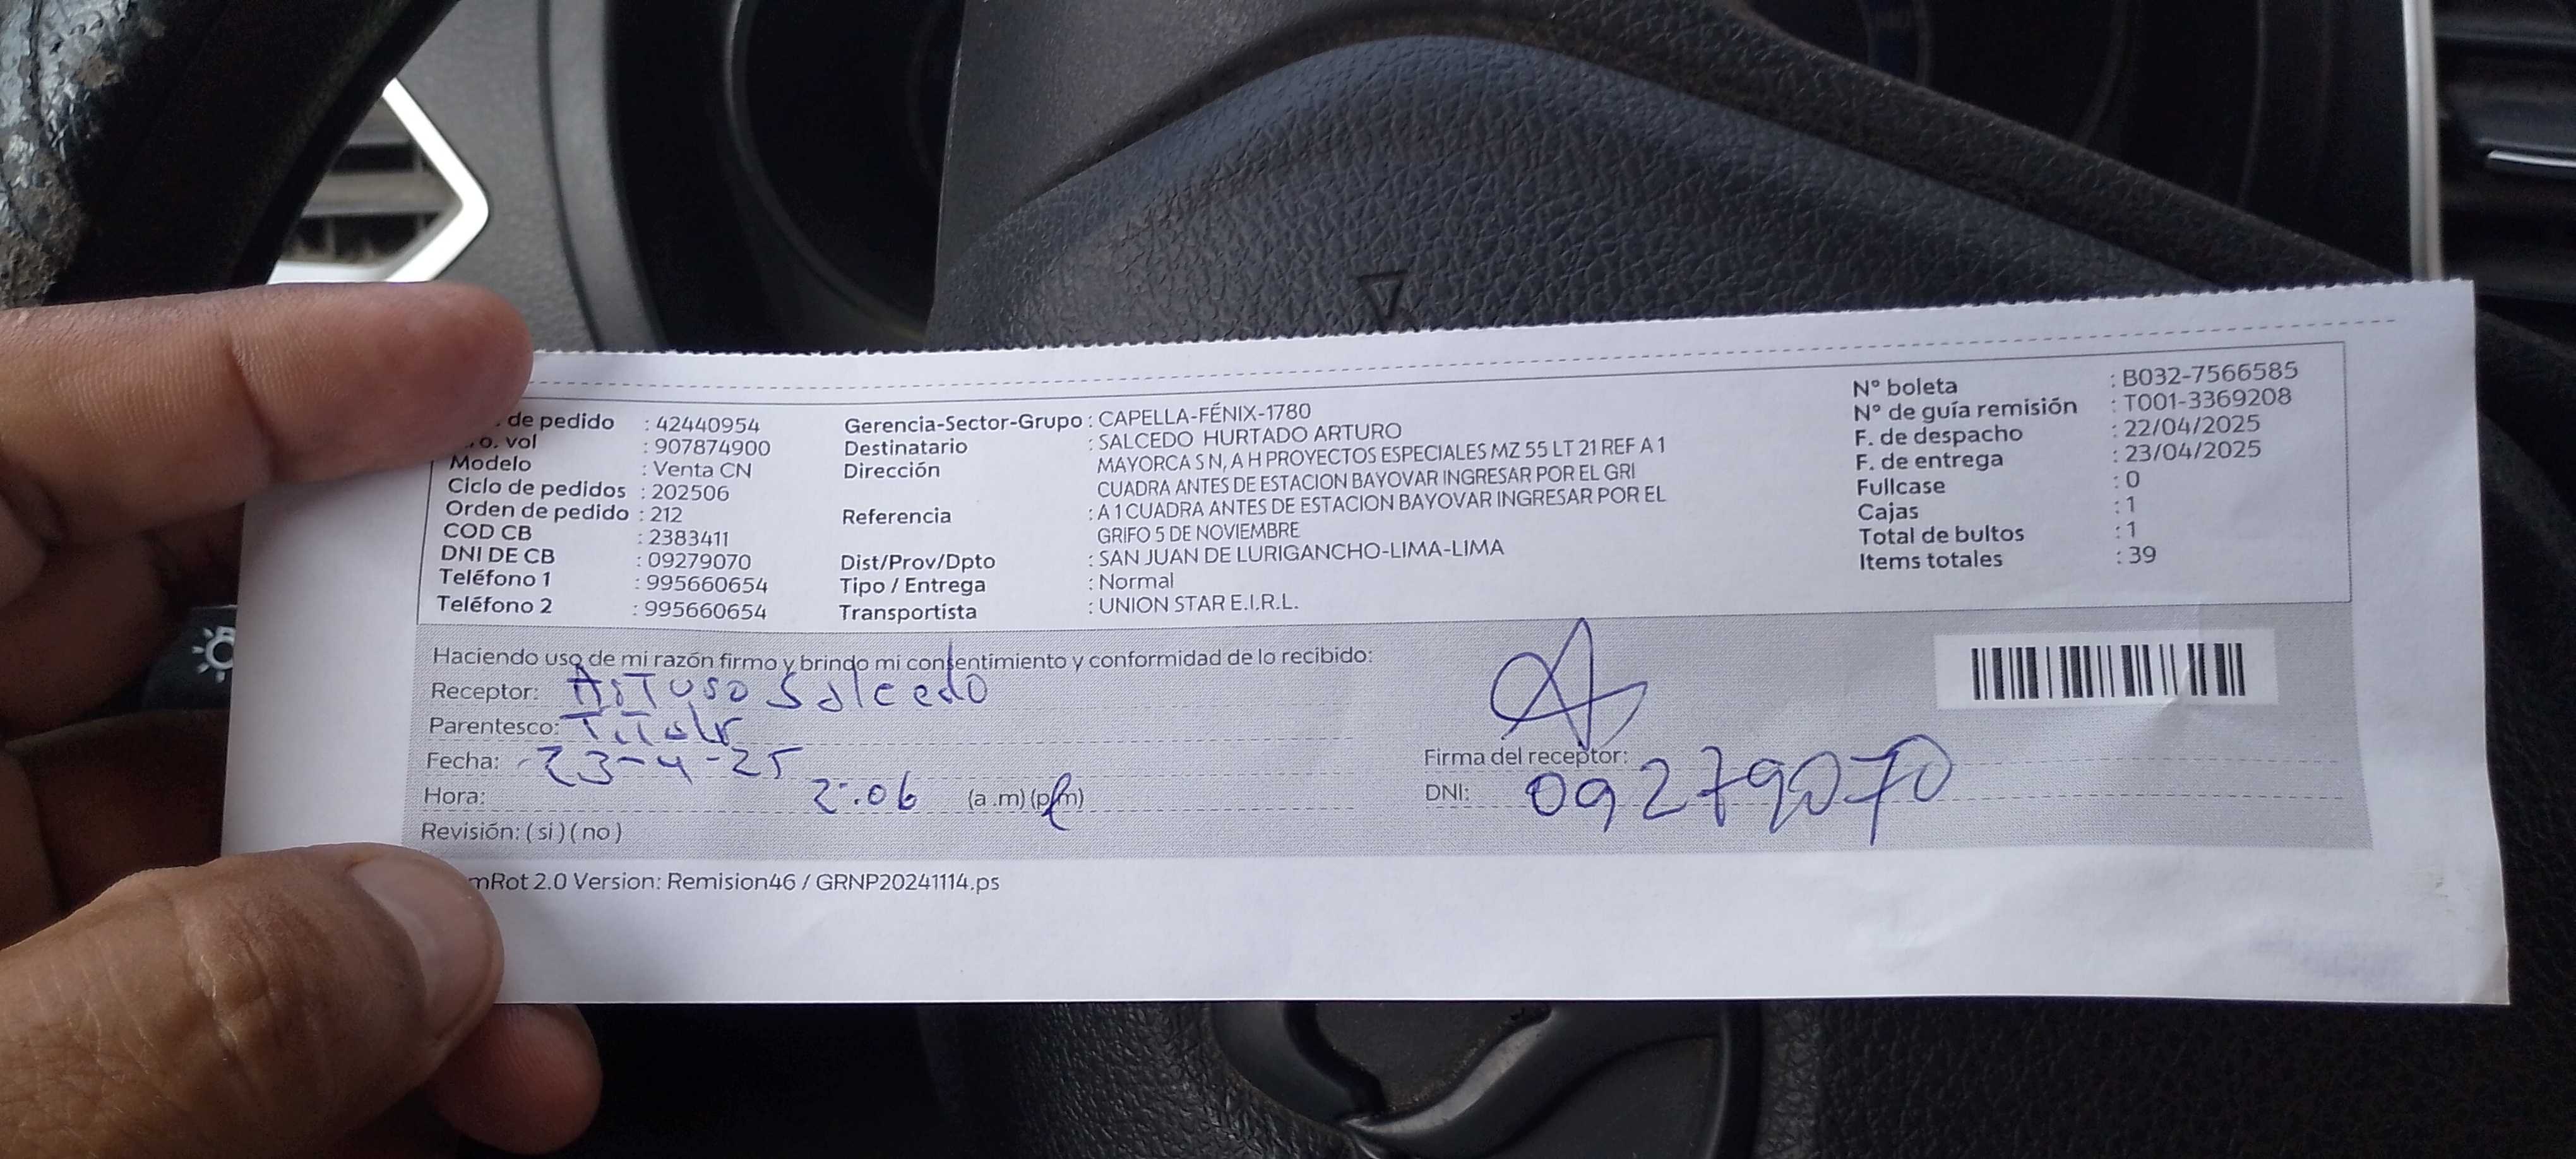 de pedido : 42440954
o. vol : 907874900
Modelo : Venta CN
Ciclo de pedidos : 202506
Orden de pedido : 212
COD CB : 2383411
DNI DE CB : 09279070
Teléfono 1 : 995660654
Teléfono 2 : 995660654
Gerencia-Sector-Grupo : CAPELLA-FÉNIX-1780
Destinatario : SALCEDO HURTADO ARTURO
Dirección MAYORCA S N, A H PROYECTOS ESPECIALES MZ 55 LT 21 REF A 1
CUADRA ANTES DE ESTACION BAYOVAR INGRESAR POR EL GRI
Referencia : A 1 CUADRA ANTES DE ESTACION BAYOVAR INGRESAR POR EL
GRIFO 5 DE NOVIEMBRE
Dist/Prov/Dpto : SAN JUAN DE LURIGANCHO-LIMA-LIMA
Tipo / Entrega : Normal
Transportista : UNION STAR E.I.R.L.
N° boleta : B032-7566585
N° de guía remisión : T001-3369208
F. de despacho : 22/04/2025
F. de entrega : 23/04/2025
Fullcase : 0
Cajas : 1
Total de bultos : 1
Items totales : 39
Haciendo uso de mi razón firmo y brindo mi consentimiento y conformidad de lo recibido:
Receptor: Arturo Salcedo
Parentesco: Titular
Fecha: 23-4-25
Hora: 2:06 (a .m) (p.m)
Revisión: ( si ) ( no )
Firma del receptor:
DNI: 09279070
mRot 2.0 Version: Remision46 / GRNP20241114.ps